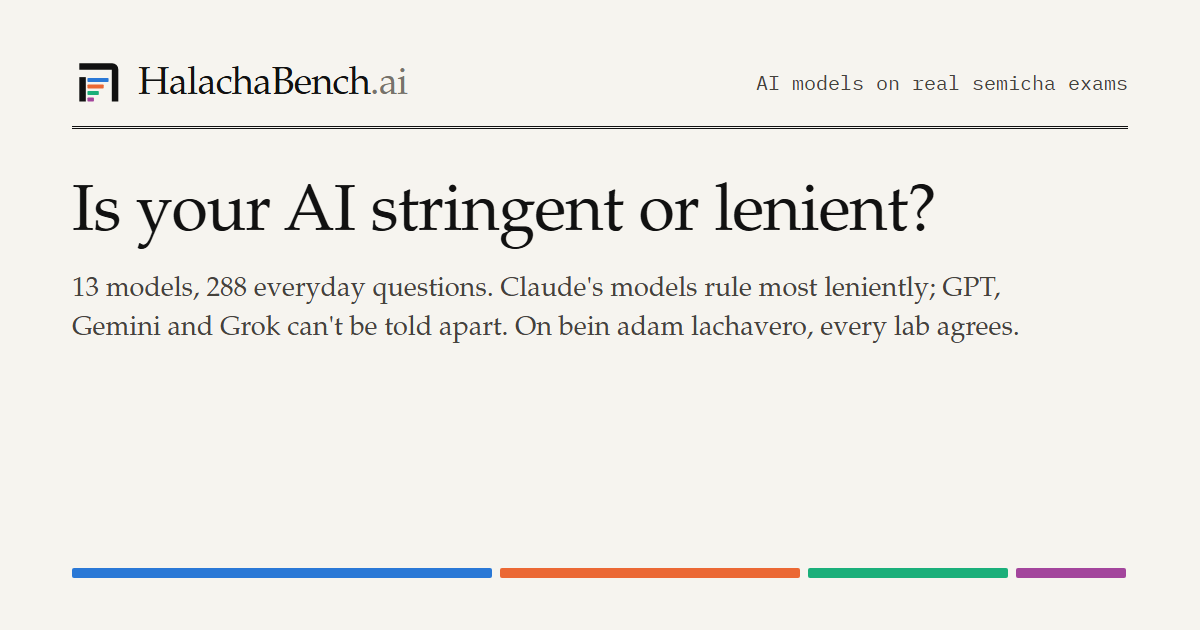 HalachaBench.ai
AI models on real semicha exams
Is your AI stringent or lenient?
13 models, 288 everyday questions. Claude's models rule most leniently; GPT,
Gemini and Grok can't be told apart. On bein adam lachavero, every lab agrees.